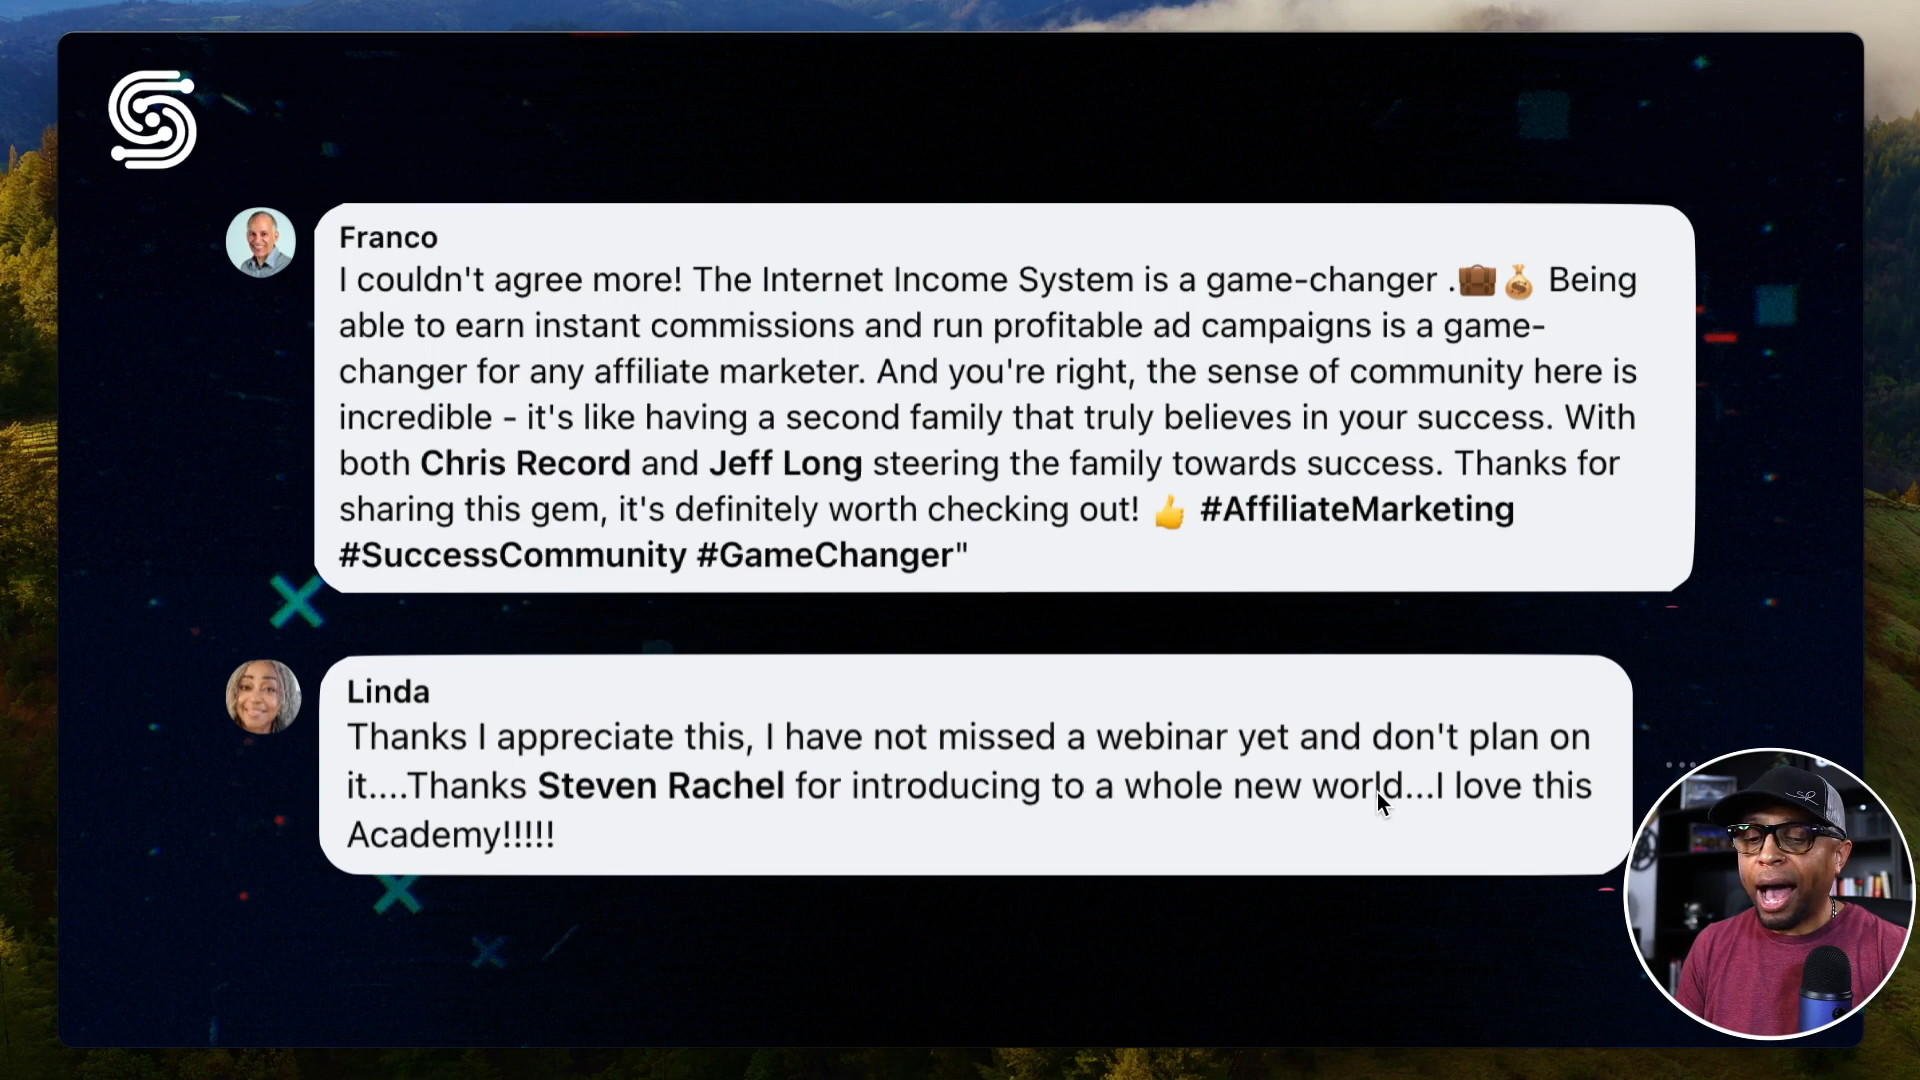 Franco
I couldn't agree more! The Internet Income System is a game-changer .💼💰 Being
able to earn instant commissions and run profitable ad campaigns is a game-
changer for any affiliate marketer. And you're right, the sense of community here is
incredible - it's like having a second family that truly believes in your success. With
both Chris Record and Jeff Long steering the family towards success. Thanks for
sharing this gem, it's definitely worth checking out! 👍 #AffiliateMarketing
#SuccessCommunity #GameChanger"
Linda
Thanks I appreciate this, I have not missed a webinar yet and don't plan on
it....Thanks Steven Rachel for introducing to a whole new world...I love this
Academy!!!!!
SR